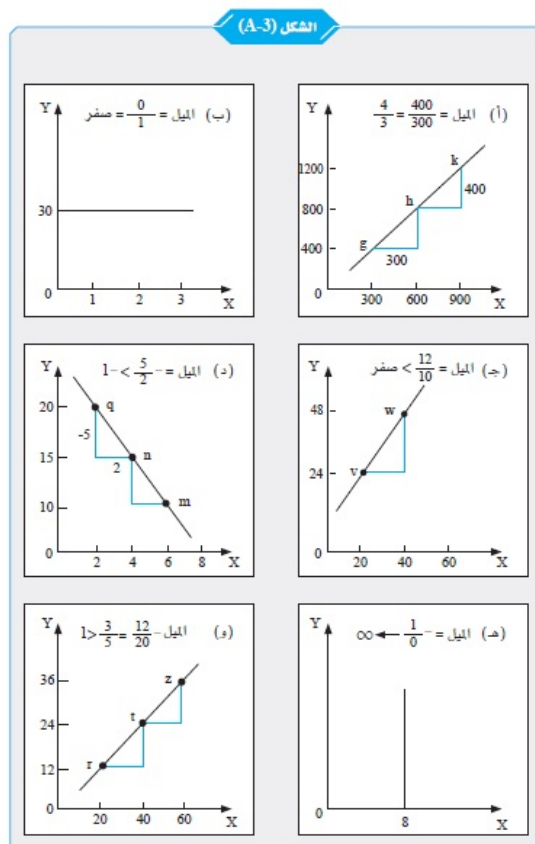 الشكل (A-3)
(أ) الميل = 400/300 = 4/3
Y
1200
800
400
0
k
h
g
400
300
300 600 900
X
(ب) الميل = 0/1 = صفر
Y
30
0
1 2 3
X
(جـ) الميل = 12/10 > صفر
Y
48
24
0
w
v
20 40 60
X
(د) الميل = - 5/2 > -1
Y
20
15
10
0
q
n
m
-5
2
2 4 6 8
X
(هـ) الميل = - 1/0 ← ∞
Y
0
8
X
(و) الميل - 12/20 = 3/5 < 1
Y
36
24
12
0
z
t
r
20 40 60
X